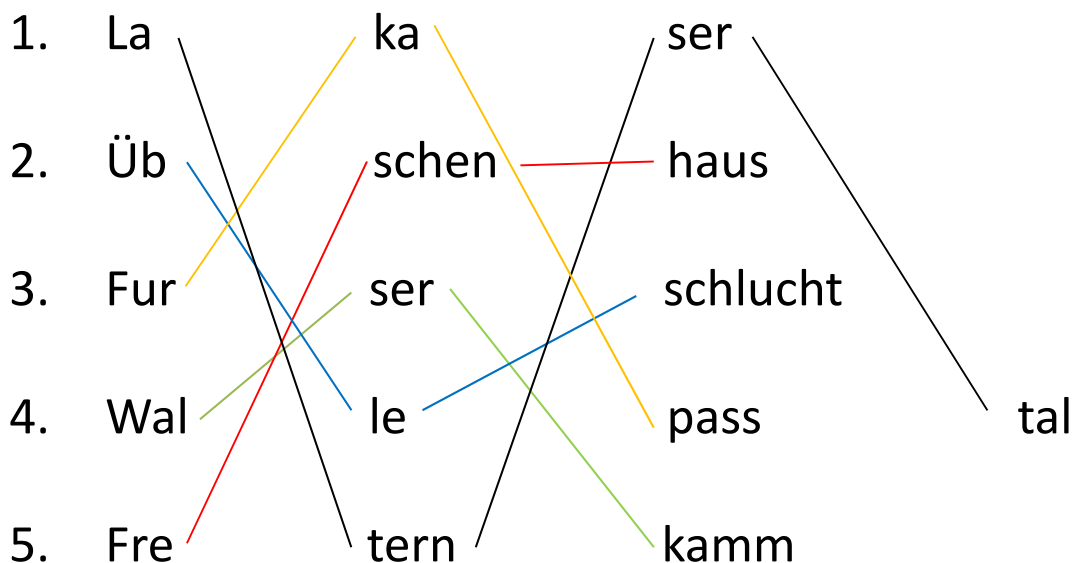 1. La ka ser
2. Üb schen haus
3. Fur ser schlucht
4. Wal le pass tal
5. Fre tern kamm